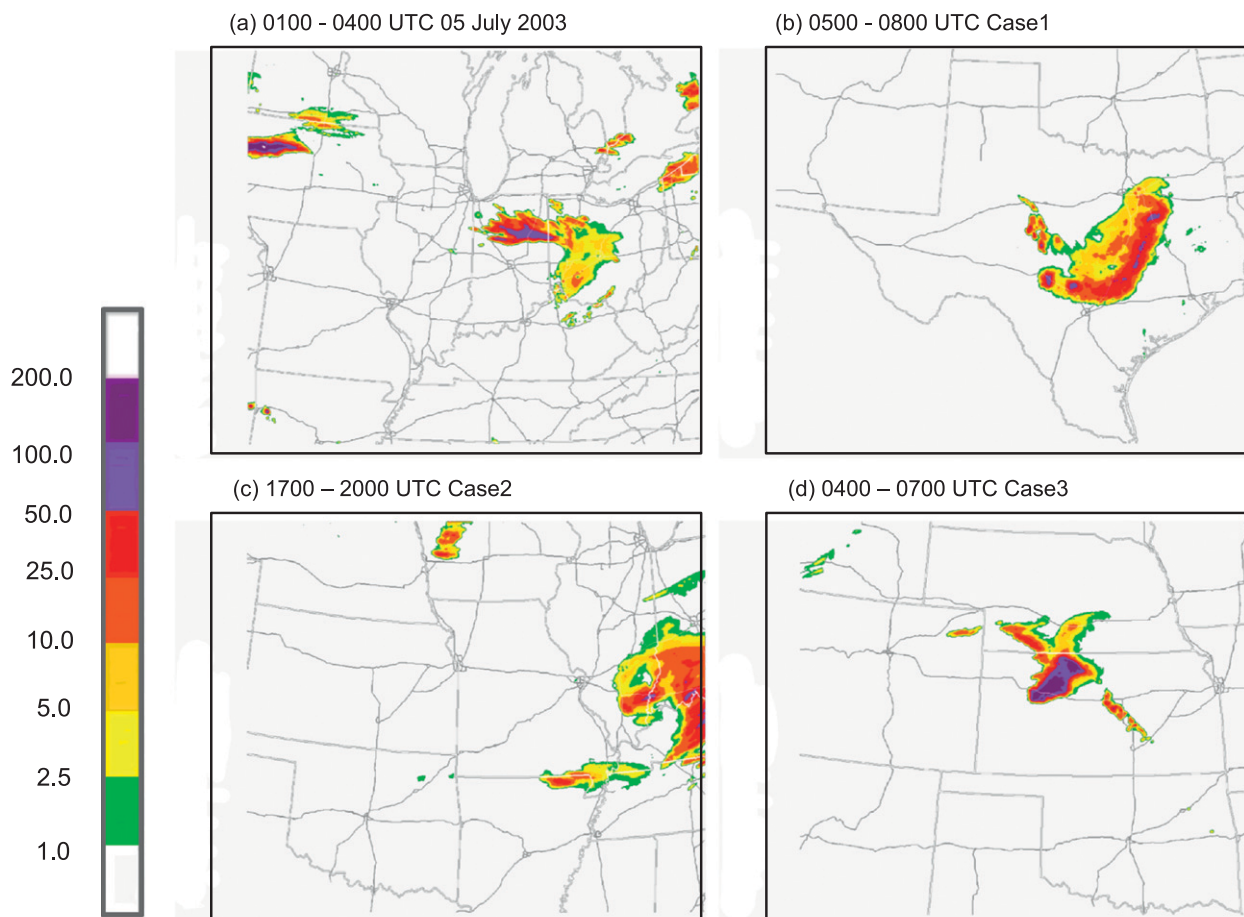 (a) 0100 - 0400 UTC 05 July 2003
(b) 0500 - 0800 UTC Case1
(c) 1700 – 2000 UTC Case2
(d) 0400 – 0700 UTC Case3
200.0
100.0
50.0
25.0
10.0
5.0
2.5
1.0